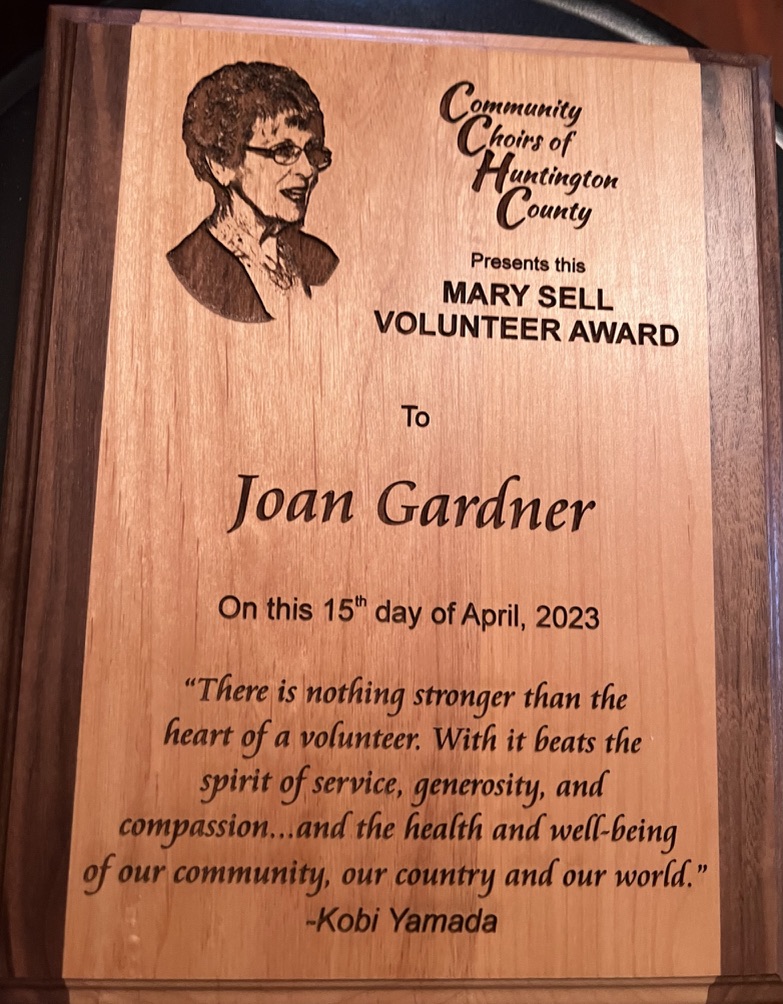 Community
Choirs of
Huntington
County
Presents this
MARY SELL
VOLUNTEER AWARD
To
Joan Gardner
On this 15th day of April, 2023
“There is nothing stronger than the
heart of a volunteer. With it beats the
spirit of service, generosity, and
compassion...and the health and well-being
of our community, our country and our world.”
-Kobi Yamada